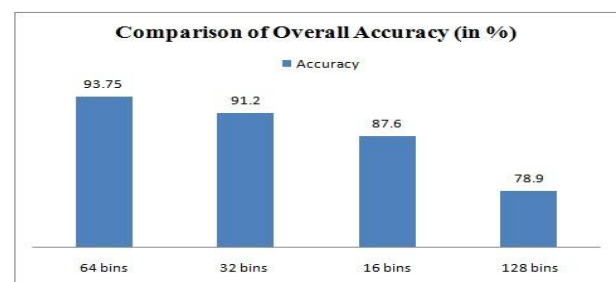 Comparison of Overall Accuracy (in %)
Accuracy
93.75
91.2
87.6
78.9
64 bins 32 bins 16 bins 128 bins